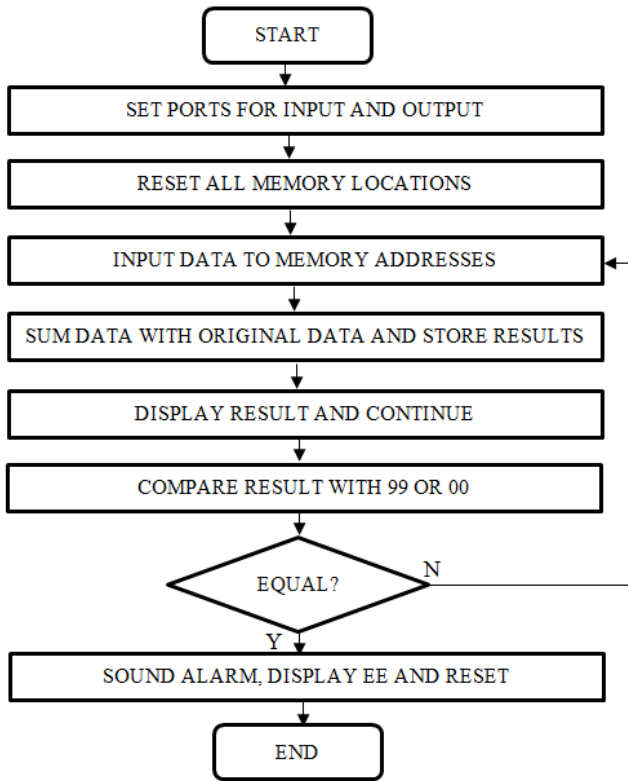 START
SET PORTS FOR INPUT AND OUTPUT
RESET ALL MEMORY LOCATIONS
INPUT DATA TO MEMORY ADDRESSES
SUM DATA WITH ORIGINAL DATA AND STORE RESULTS
DISPLAY RESULT AND CONTINUE
COMPARE RESULT WITH 99 OR 00
EQUAL?
N
Y
SOUND ALARM, DISPLAY EE AND RESET
END